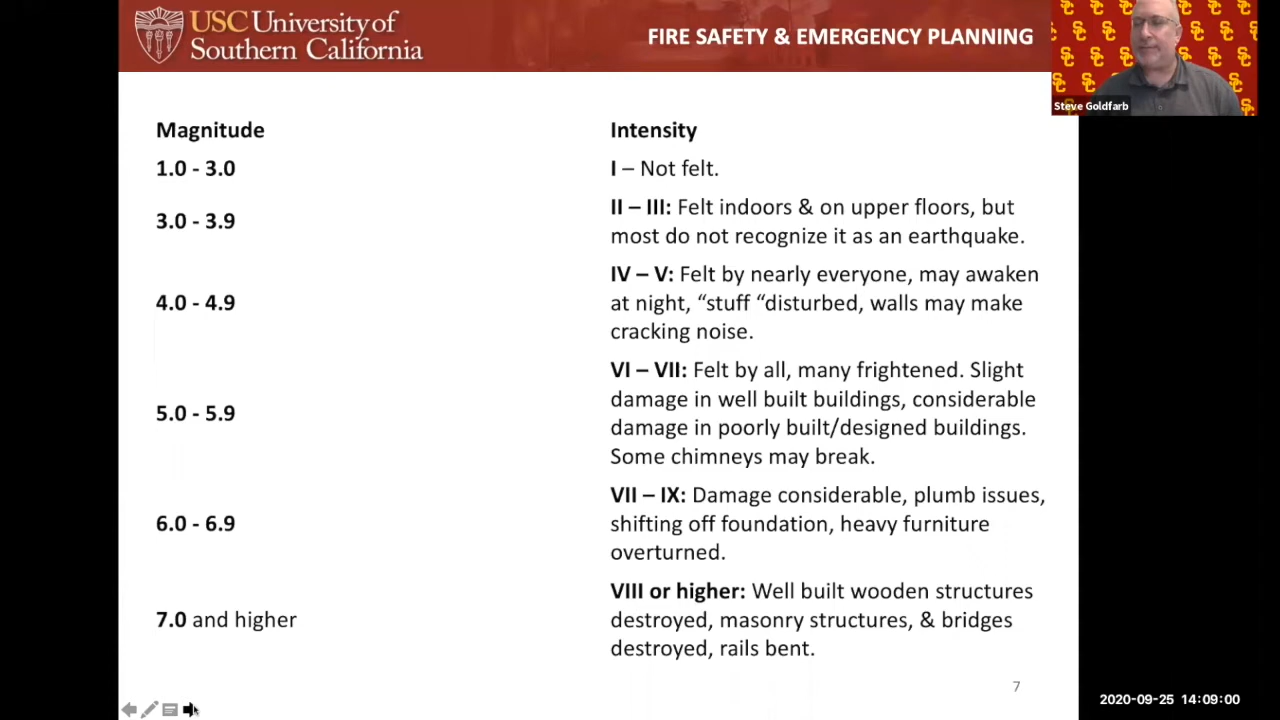 USC University of
Southern California
FIRE SAFETY & EMERGENCY PLANNING
Steve Goldfarb
Magnitude
Intensity
1.0 - 3.0
I – Not felt.
3.0 - 3.9
II – III: Felt indoors & on upper floors, but
most do not recognize it as an earthquake.
4.0 - 4.9
IV – V: Felt by nearly everyone, may awaken
at night, “stuff “disturbed, walls may make
cracking noise.
5.0 - 5.9
VI – VII: Felt by all, many frightened. Slight
damage in well built buildings, considerable
damage in poorly built/designed buildings.
Some chimneys may break.
6.0 - 6.9
VII – IX: Damage considerable, plumb issues,
shifting off foundation, heavy furniture
overturned.
7.0 and higher
VIII or higher: Well built wooden structures
destroyed, masonry structures, & bridges
destroyed, rails bent.
7
2020-09-25 14:09:00